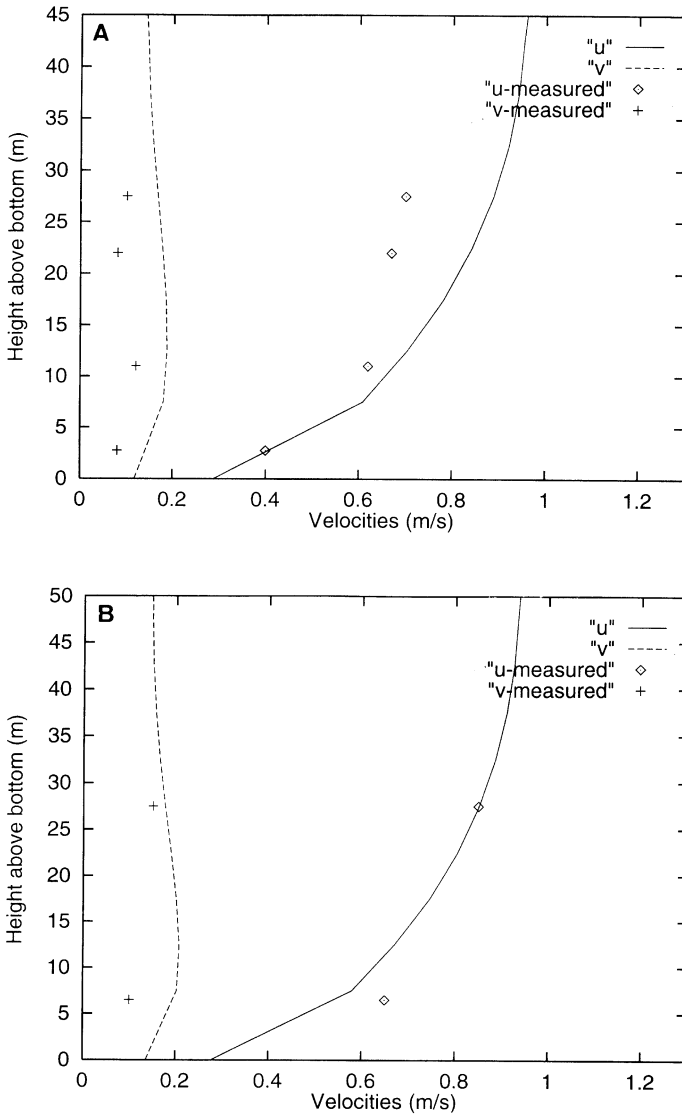 A
"u"
"v"
"u-measured"
"v-measured"
45
40
35
30
25
20
15
10
5
0
Height above bottom (m)
0 0.2 0.4 0.6 0.8 1 1.2
Velocities (m/s)
B
"u"
"v"
"u-measured"
"v-measured"
50
45
40
35
30
25
20
15
10
5
0
Height above bottom (m)
0 0.2 0.4 0.6 0.8 1 1.2
Velocities (m/s)